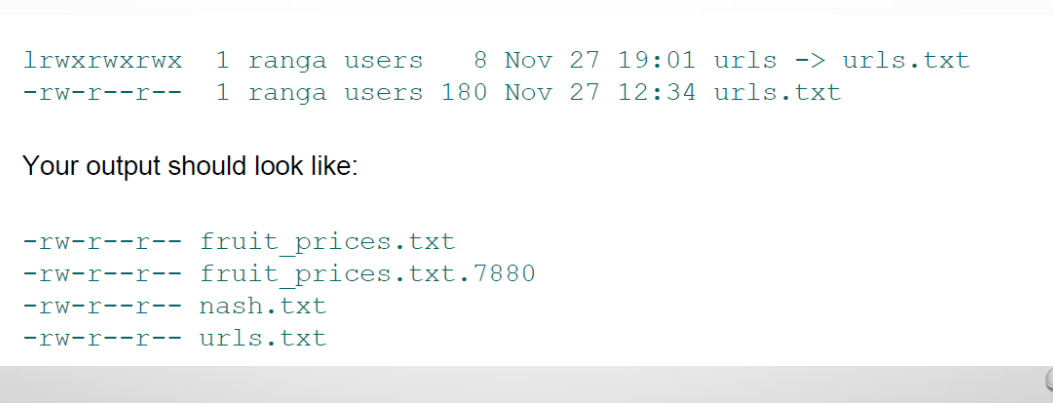 lrwxrwxrwx  1 ranga users   8 Nov 27 19:01 urls -> urls.txt
-rw-r--r--  1 ranga users 180 Nov 27 12:34 urls.txt
Your output should look like:
-rw-r--r-- fruit_prices.txt
-rw-r--r-- fruit_prices.txt.7880
-rw-r--r-- nash.txt
-rw-r--r-- urls.txt